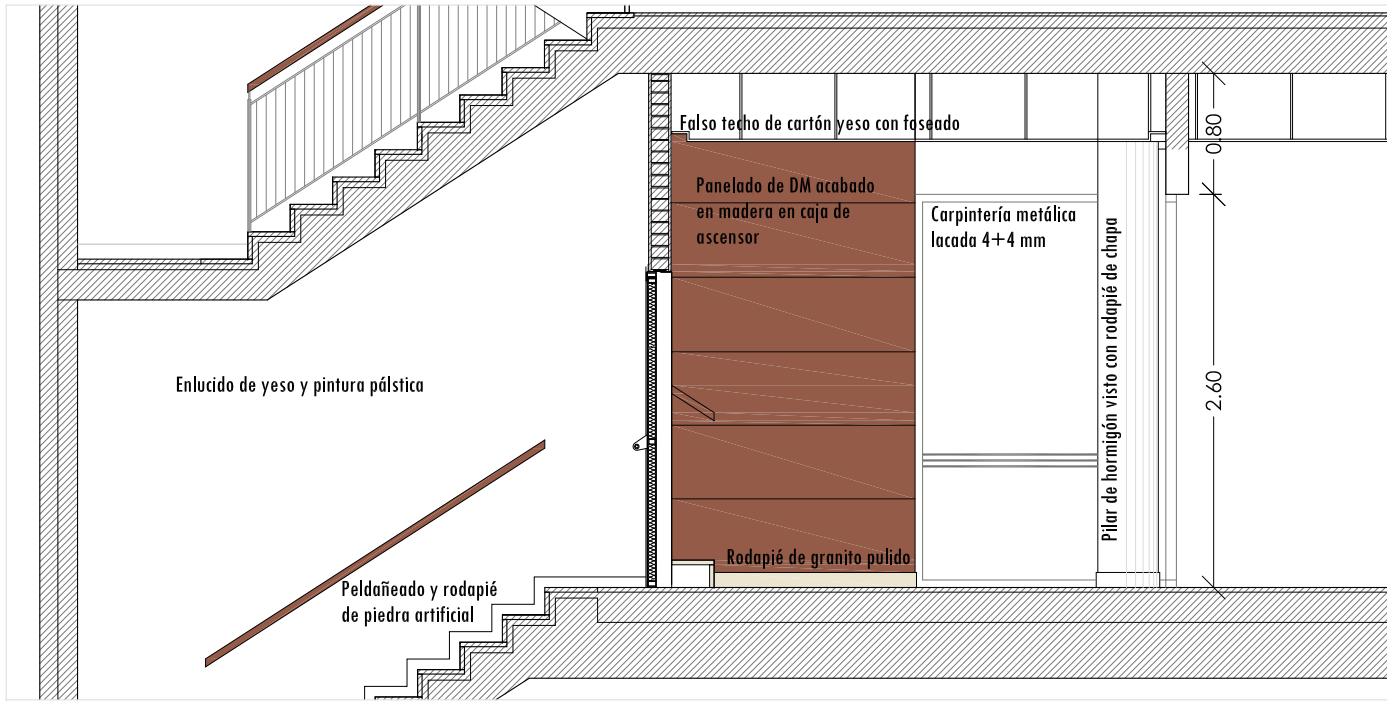 Falso techo de cartón yeso con foseado
0.80
Panelado de DM acabado
en madera en caja de
ascensor
Carpintería metálica
lacada 4+4 mm
Pilar de hormigón visto con rodapié de chapa
2.60
Enlucido de yeso y pintura pálstica
Rodapié de granito pulido
Peldañeado y rodapié
de piedra artificial